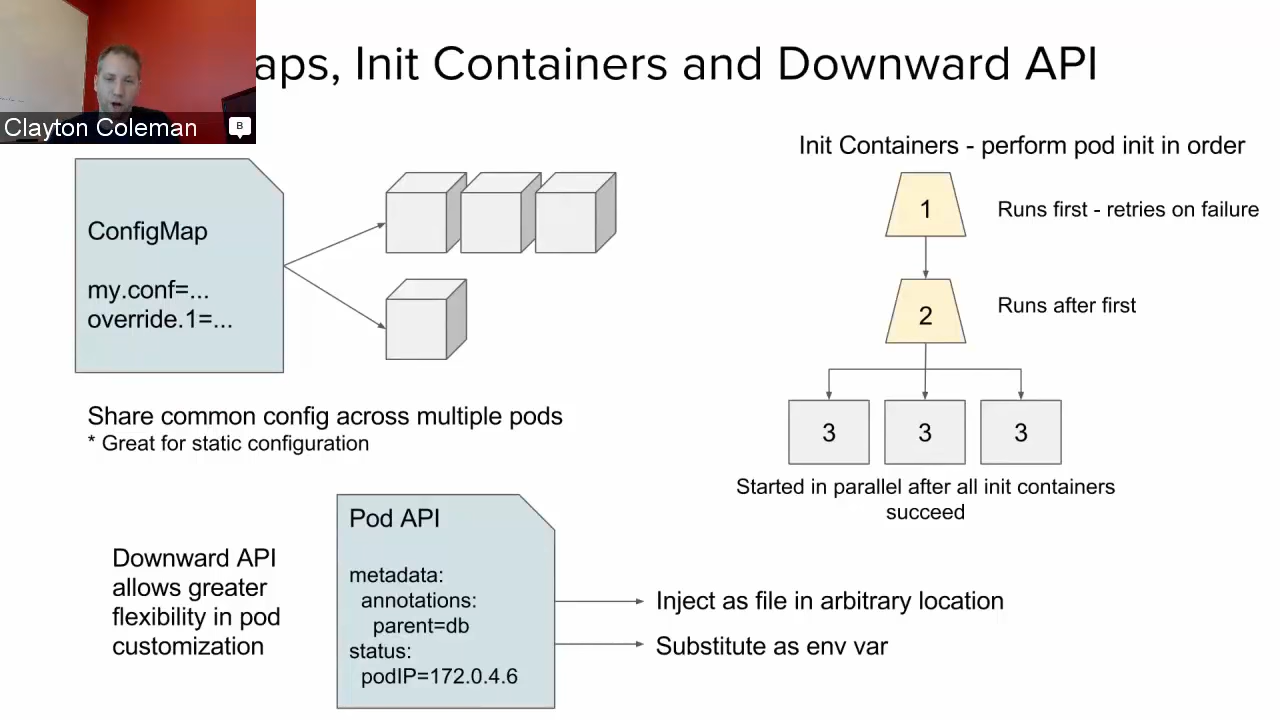 aps, Init Containers and Downward API
Clayton Coleman
B
Init Containers - perform pod init in order
1
Runs first - retries on failure
2
Runs after first
3 3 3
Started in parallel after all init containers
succeed
ConfigMap
my.conf=...
override.1=...
Share common config across multiple pods
* Great for static configuration
Downward API
allows greater
flexibility in pod
customization
Pod API
metadata:
annotations:
parent=db
status:
podIP=172.0.4.6
Inject as file in arbitrary location
Substitute as env var